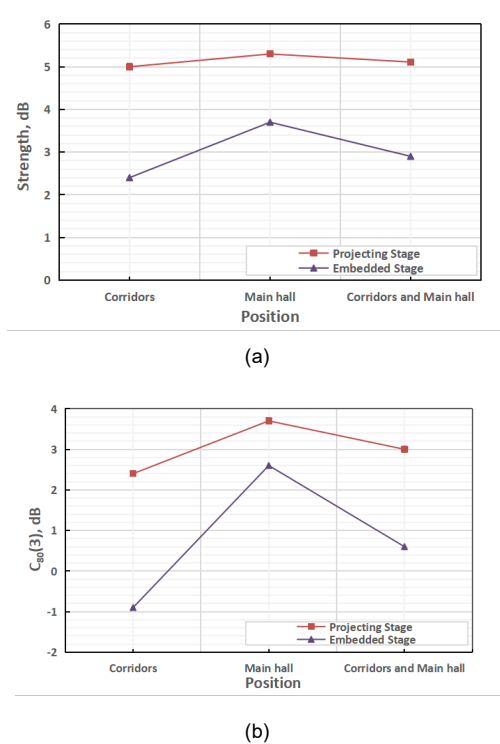 6
5
4
3
2
1
0
Strength, dB
Projecting Stage
Embedded Stage
Corridors
Main hall
Corridors and Main hall
Position
(a)
4
3
2
1
0
-1
-2
C₈₀(3), dB
Projecting Stage
Embedded Stage
Corridors
Main hall
Corridors and Main hall
Position
(b)